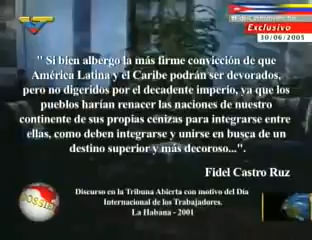 #FidelCastroenDossier
Exclusivo
30/06/2005
" Si bien albergo la más firme convicción de que
América Latina y el Caribe podrán ser devorados,
pero no digeridos por el decadente imperio, ya que los
pueblos harían renacer las naciones de nuestro
continente de sus propias cenizas para integrarse entre
ellas, como deben integrarse y unirse en busca de un
destino superior y más decoroso...".
Fidel Castro Ruz
Discurso en la Tribuna Abierta con motivo del Día
Internacional de los Trabajadores.
La Habana - 2001
DOSSIER